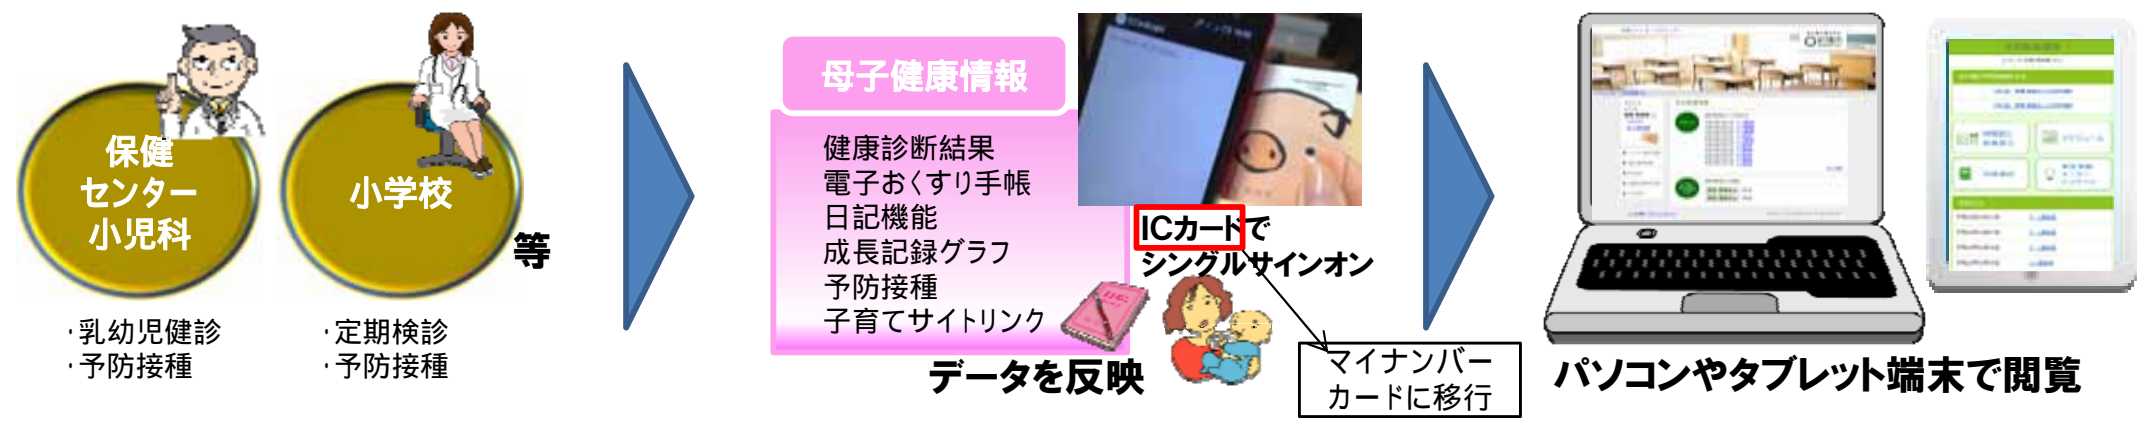 保健
センター
小児科
小学校
等
・乳幼児健診
・予防接種
・定期検診
・予防接種
母子健康情報
健康診断結果
電子おくすり手帳
日記機能
成長記録グラフ
予防接種
子育てサイトリンク
ICカードで
シングルサインオン
データを反映
マイナンバー
カードに移行
パソコンやタブレット端末で閲覧